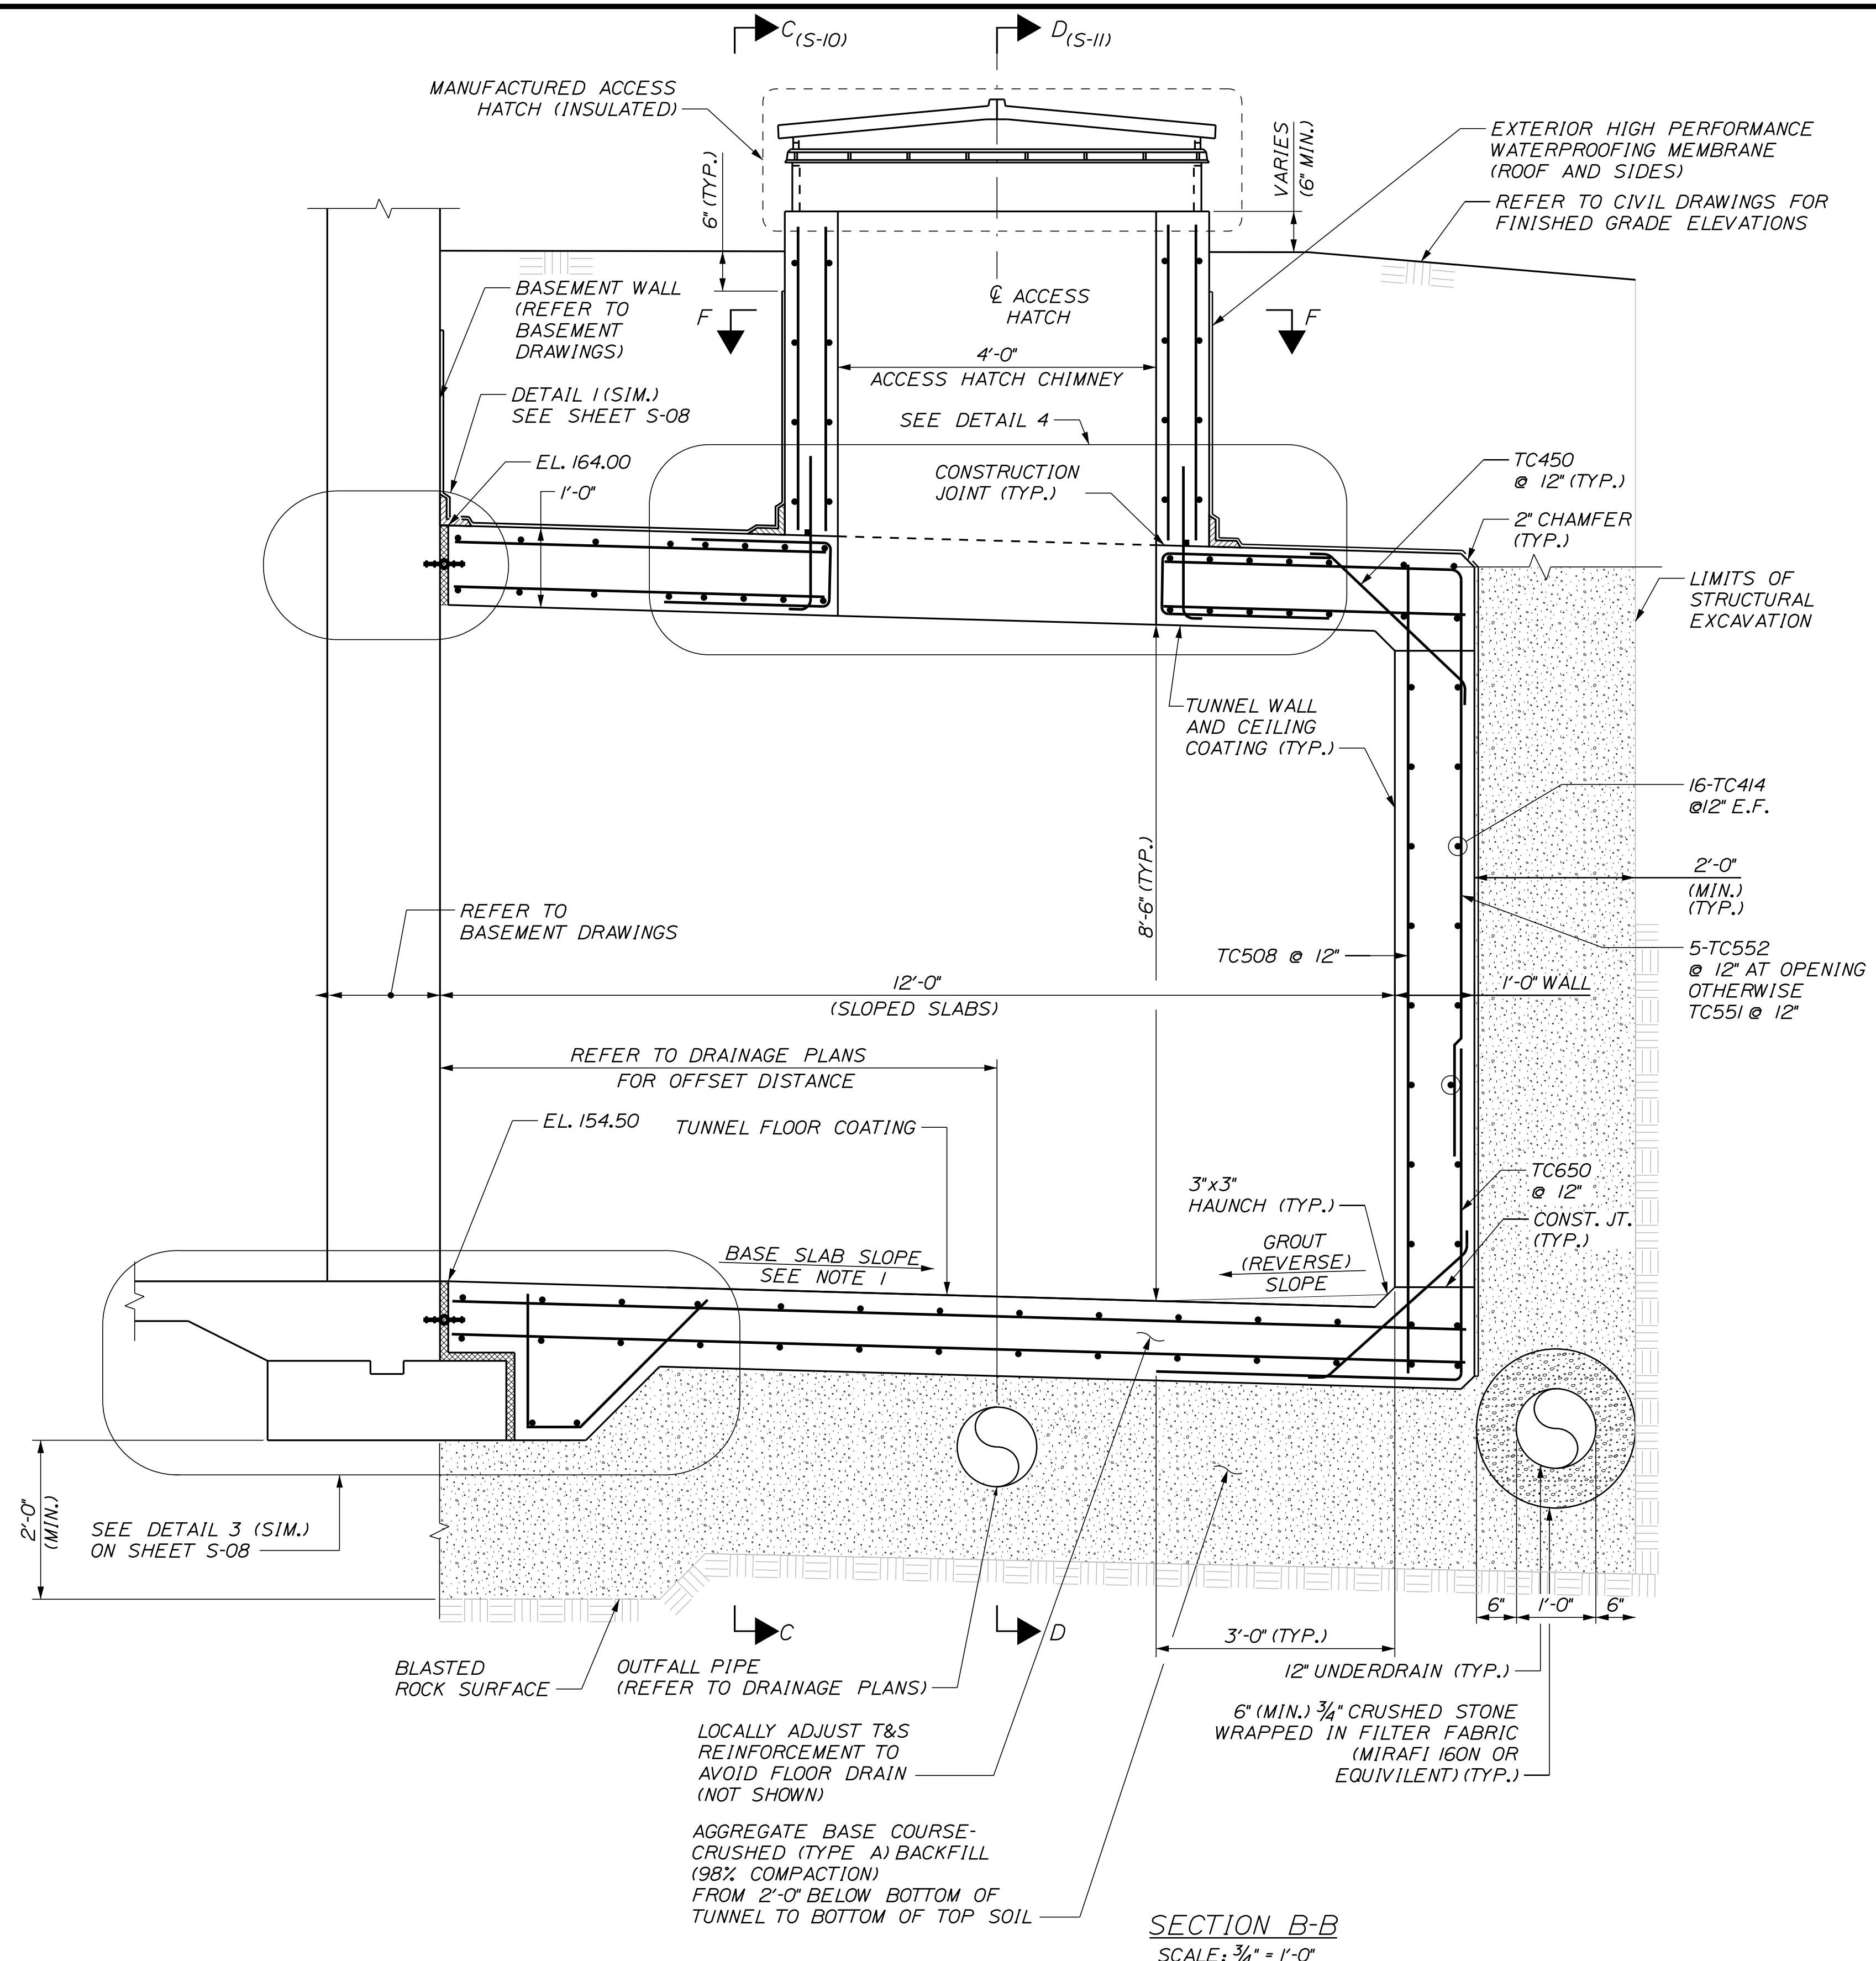 C(S-10)
D(S-11)
MANUFACTURED ACCESS
HATCH (INSULATED)
6" (TYP.)
VARIES
(6" MIN.)
EXTERIOR HIGH PERFORMANCE
WATERPROOFING MEMBRANE
(ROOF AND SIDES)
REFER TO CIVIL DRAWINGS FOR
FINISHED GRADE ELEVATIONS
BASEMENT WALL
(REFER TO
BASEMENT
DRAWINGS)
F
F
℄ ACCESS
HATCH
4'-0"
ACCESS HATCH CHIMNEY
DETAIL 1 (SIM.)
SEE SHEET S-08
SEE DETAIL 4
EL. 164.00
1'-0"
CONSTRUCTION
JOINT (TYP.)
TC450
@ 12" (TYP.)
2" CHAMFER
(TYP.)
LIMITS OF
STRUCTURAL
EXCAVATION
TUNNEL WALL
AND CEILING
COATING (TYP.)
16-TC414
@12" E.F.
8'-6" (TYP.)
2'-0"
(MIN.)
(TYP.)
REFER TO
BASEMENT DRAWINGS
TC508 @ 12"
5-TC552
@ 12" AT OPENING
OTHERWISE
TC551 @ 12"
12'-0"
(SLOPED SLABS)
1'-0" WALL
REFER TO DRAINAGE PLANS
FOR OFFSET DISTANCE
EL. 154.50
TUNNEL FLOOR COATING
3"x3"
HAUNCH (TYP.)
TC650
@ 12"
CONST. JT.
(TYP.)
BASE SLAB SLOPE
SEE NOTE 1
GROUT
(REVERSE)
SLOPE
2'-0"
(MIN.)
SEE DETAIL 3 (SIM.)
ON SHEET S-08
6"
1'-0"
6"
C
D
3'-0" (TYP.)
BLASTED
ROCK SURFACE
OUTFALL PIPE
(REFER TO DRAINAGE PLANS)
12" UNDERDRAIN (TYP.)
6" (MIN.) ¾" CRUSHED STONE
WRAPPED IN FILTER FABRIC
(MIRAFI 160N OR
EQUIVILENT) (TYP.)
LOCALLY ADJUST T&S
REINFORCEMENT TO
AVOID FLOOR DRAIN
(NOT SHOWN)
AGGREGATE BASE COURSE-
CRUSHED (TYPE A) BACKFILL
(98% COMPACTION)
FROM 2'-0" BELOW BOTTOM OF
TUNNEL TO BOTTOM OF TOP SOIL
SECTION B-B
SCALE: ¾" = 1'-0"